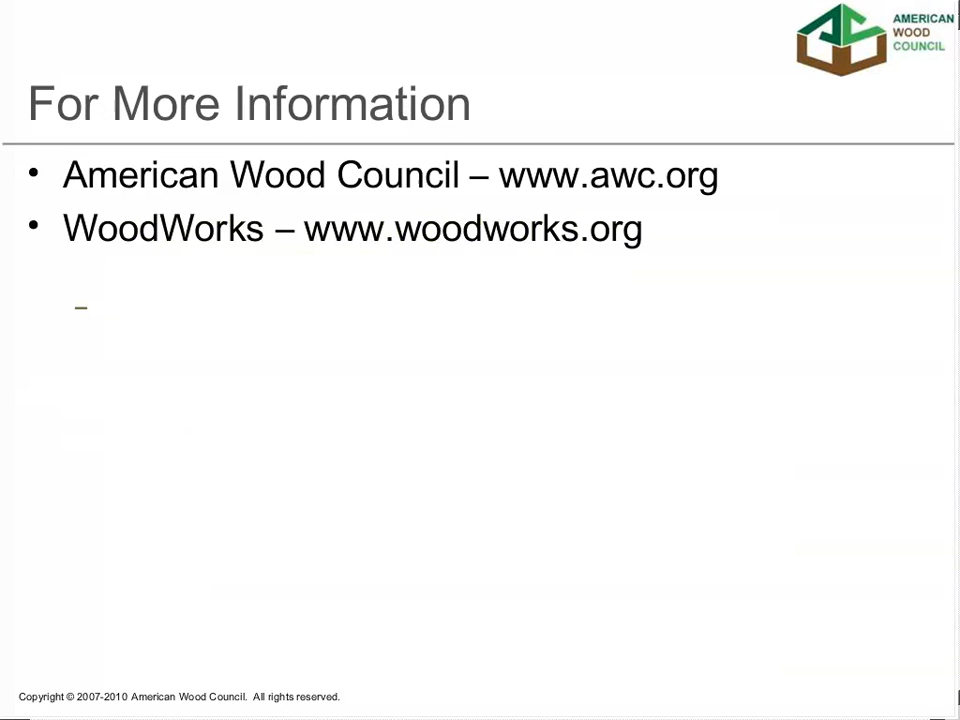 AMERICAN
WOOD
COUNCIL
For More Information
• American Wood Council – www.awc.org
• WoodWorks – www.woodworks.org
–
Copyright © 2007-2010 American Wood Council. All rights reserved.